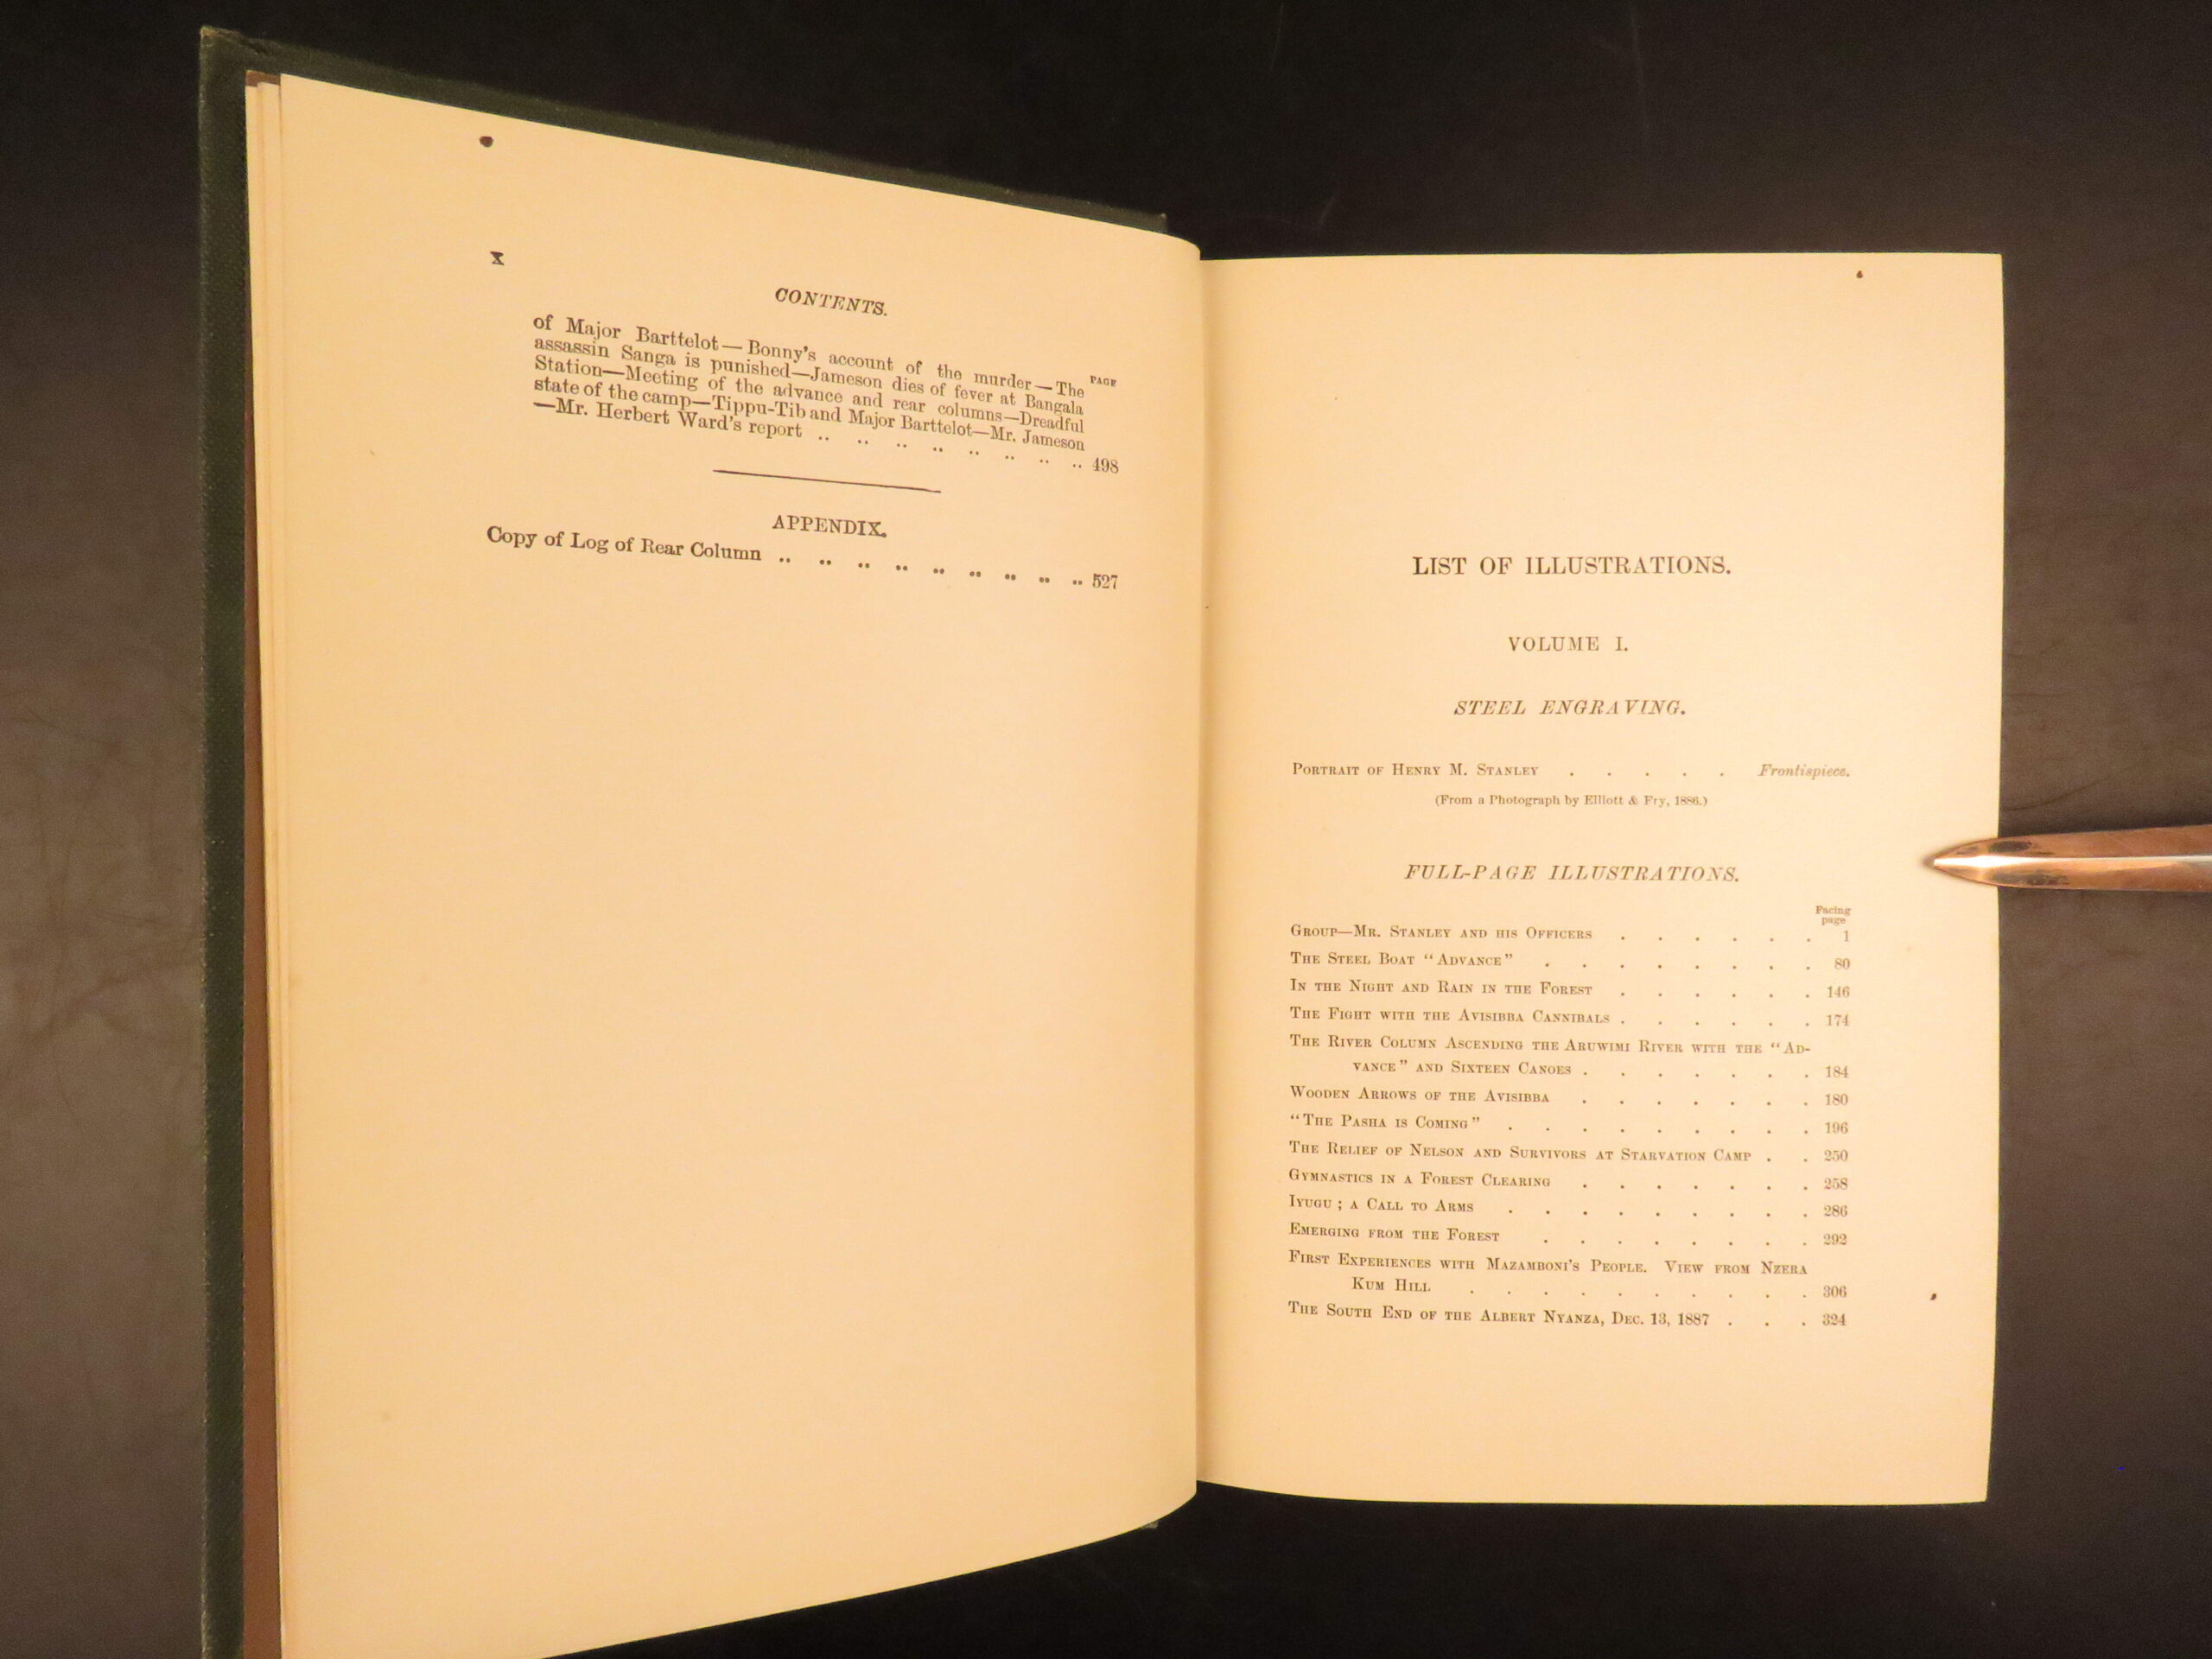 x
CONTENTS.
PAGE
of Major Barttelot—Bonny's account of the murder—The
assassin Sanga is punished—Jameson dies of fever at Bangala
Station—Meeting of the advance and rear columns—Dreadful
state of the camp—Tippu-Tib and Major Barttelot—Mr. Jameson
—Mr. Herbert Ward's report .. .. .. .. .. .. .. .. 498
APPENDIX.
Copy of Log of Rear Column .. .. .. .. .. .. .. .. .. 527
LIST OF ILLUSTRATIONS.
VOLUME I.
STEEL ENGRAVING.
Portrait of Henry M. Stanley . . . . . Frontispiece.
(From a Photograph by Elliott & Fry, 1886.)
FULL-PAGE ILLUSTRATIONS.
Facing
page
Group—Mr. Stanley and his Officers . . . . . . 1
The Steel Boat "Advance" . . . . . . . . 80
In the Night and Rain in the Forest . . . . . . 146
The Fight with the Avisibba Cannibals . . . . . . 174
The River Column Ascending the Aruwimi River with the "Ad-
vance" and Sixteen Canoes . . . . . . . 184
Wooden Arrows of the Avisibba . . . . . . . 180
"The Pasha is Coming" . . . . . . . . . 196
The Relief of Nelson and Survivors at Starvation Camp . . 250
Gymnastics in a Forest Clearing . . . . . . . 258
Iyugu ; a Call to Arms . . . . . . . . . 286
Emerging from the Forest . . . . . . . . 292
First Experiences with Mazamboni's People. View from Nzera
Kum Hill . . . . . . . . . . 306
The South End of the Albert Nyanza, Dec. 13, 1887 . . . 324